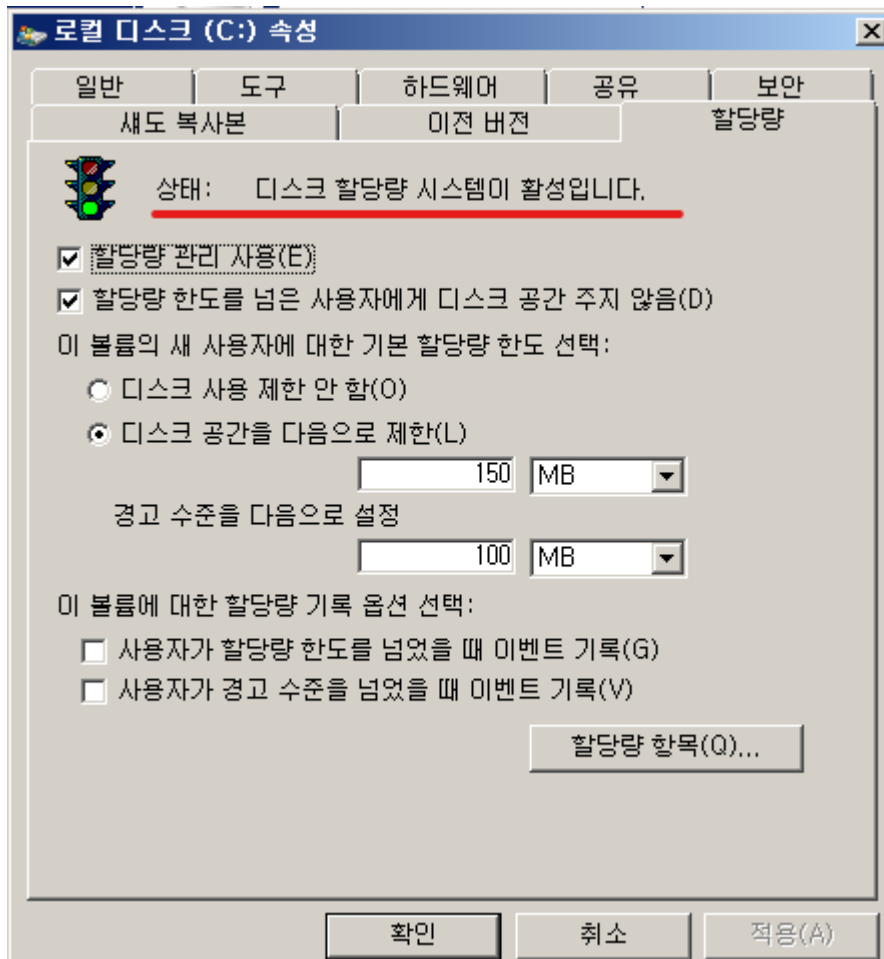 로컬 디스크 (C:) 속성
일반 도구 하드웨어 공유 보안
섀도 복사본 이전 버전 할당량
상태: 디스크 할당량 시스템이 활성입니다.
할당량 관리 사용(E)
할당량 한도를 넘은 사용자에게 디스크 공간 주지 않음(D)
이 볼륨의 새 사용자에 대한 기본 할당량 한도 선택:
디스크 사용 제한 안 함(O)
디스크 공간을 다음으로 제한(L)
150 MB
경고 수준을 다음으로 설정
100 MB
이 볼륨에 대한 할당량 기록 옵션 선택:
사용자가 할당량 한도를 넘었을 때 이벤트 기록(G)
사용자가 경고 수준을 넘었을 때 이벤트 기록(V)
할당량 항목(Q)...
확인 취소 적용(A)